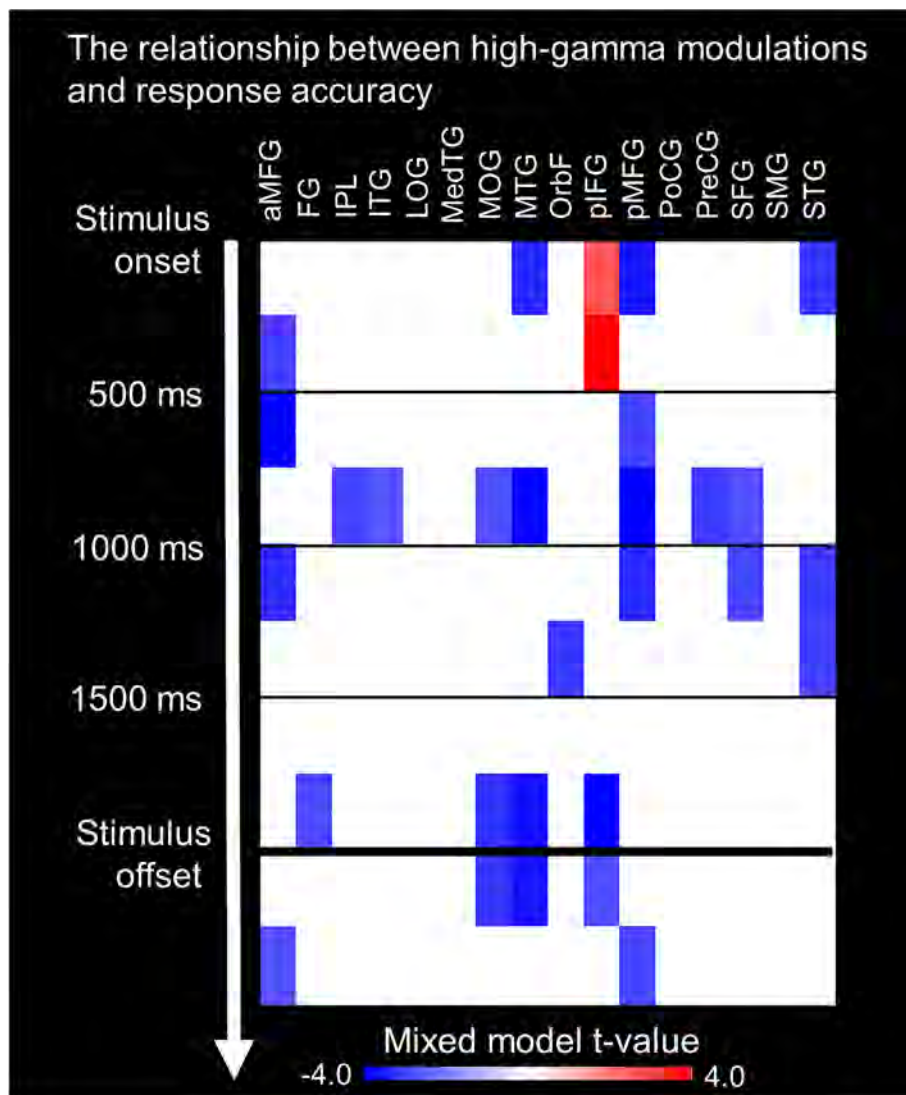 The relationship between high-gamma modulations
and response accuracy
aMFG
FG
IPL
ITG
LOG
MedTG
MOG
MTG
OrbF
pIFG
pMFG
PoCG
PreCG
SFG
SMG
STG
Stimulus
onset
500 ms
1000 ms
1500 ms
Stimulus
offset
Mixed model t-value
-4.0
4.0